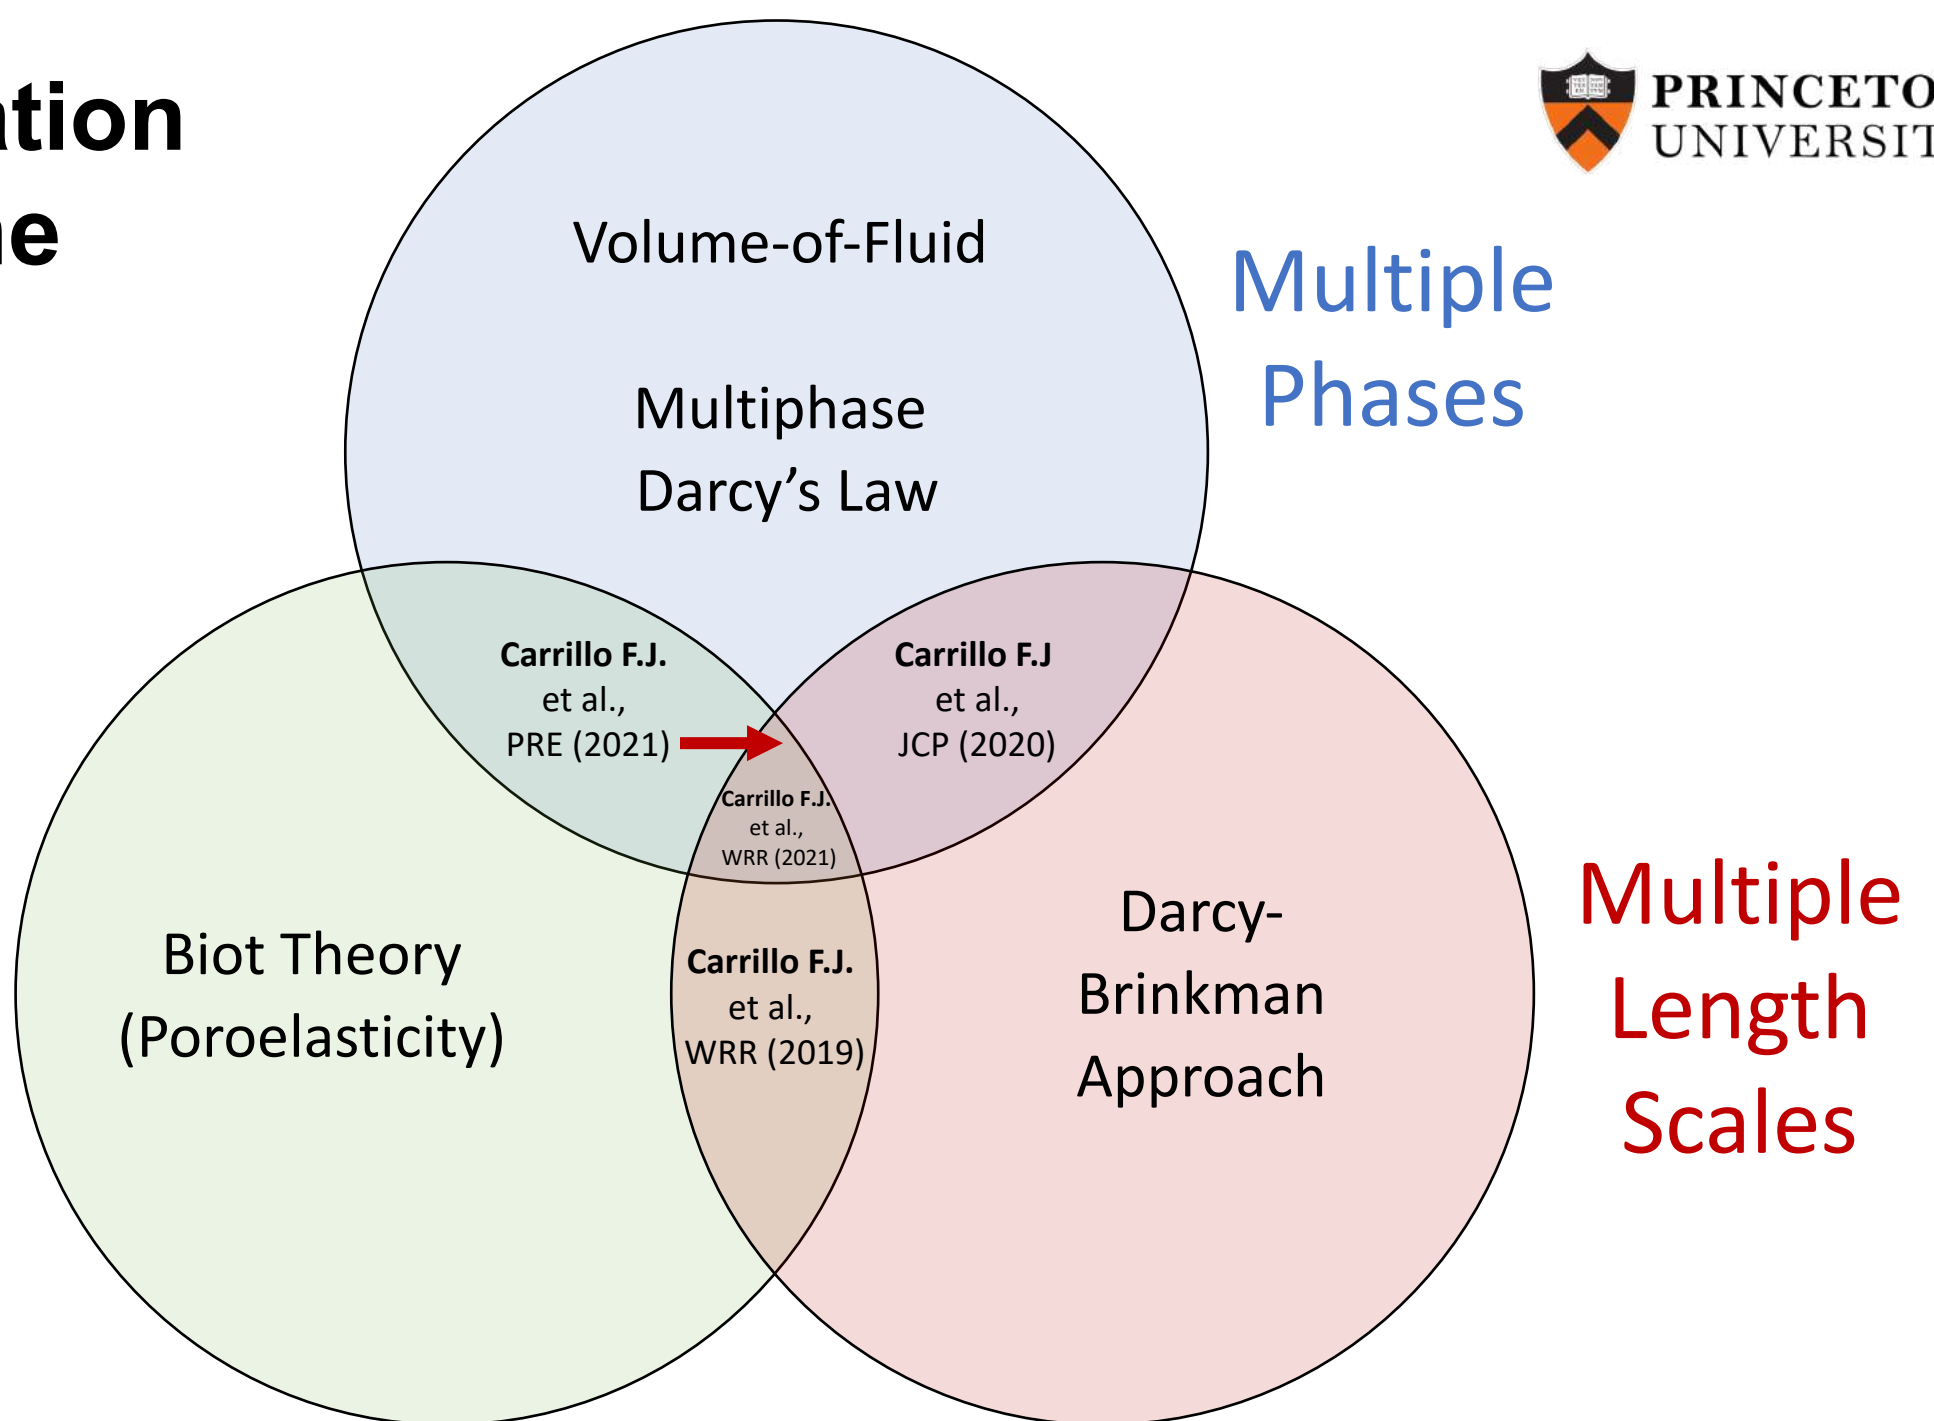 ation
ne
PRINCETO
UNIVERSIT
Volume-of-Fluid
Multiphase
Darcy’s Law
Multiple
Phases
Carrillo F.J.
et al.,
PRE (2021)
Carrillo F.J
et al.,
JCP (2020)
Carrillo F.J.
et al.,
WRR (2021)
Biot Theory
(Poroelasticity)
Carrillo F.J.
et al.,
WRR (2019)
Darcy-
Brinkman
Approach
Multiple
Length
Scales